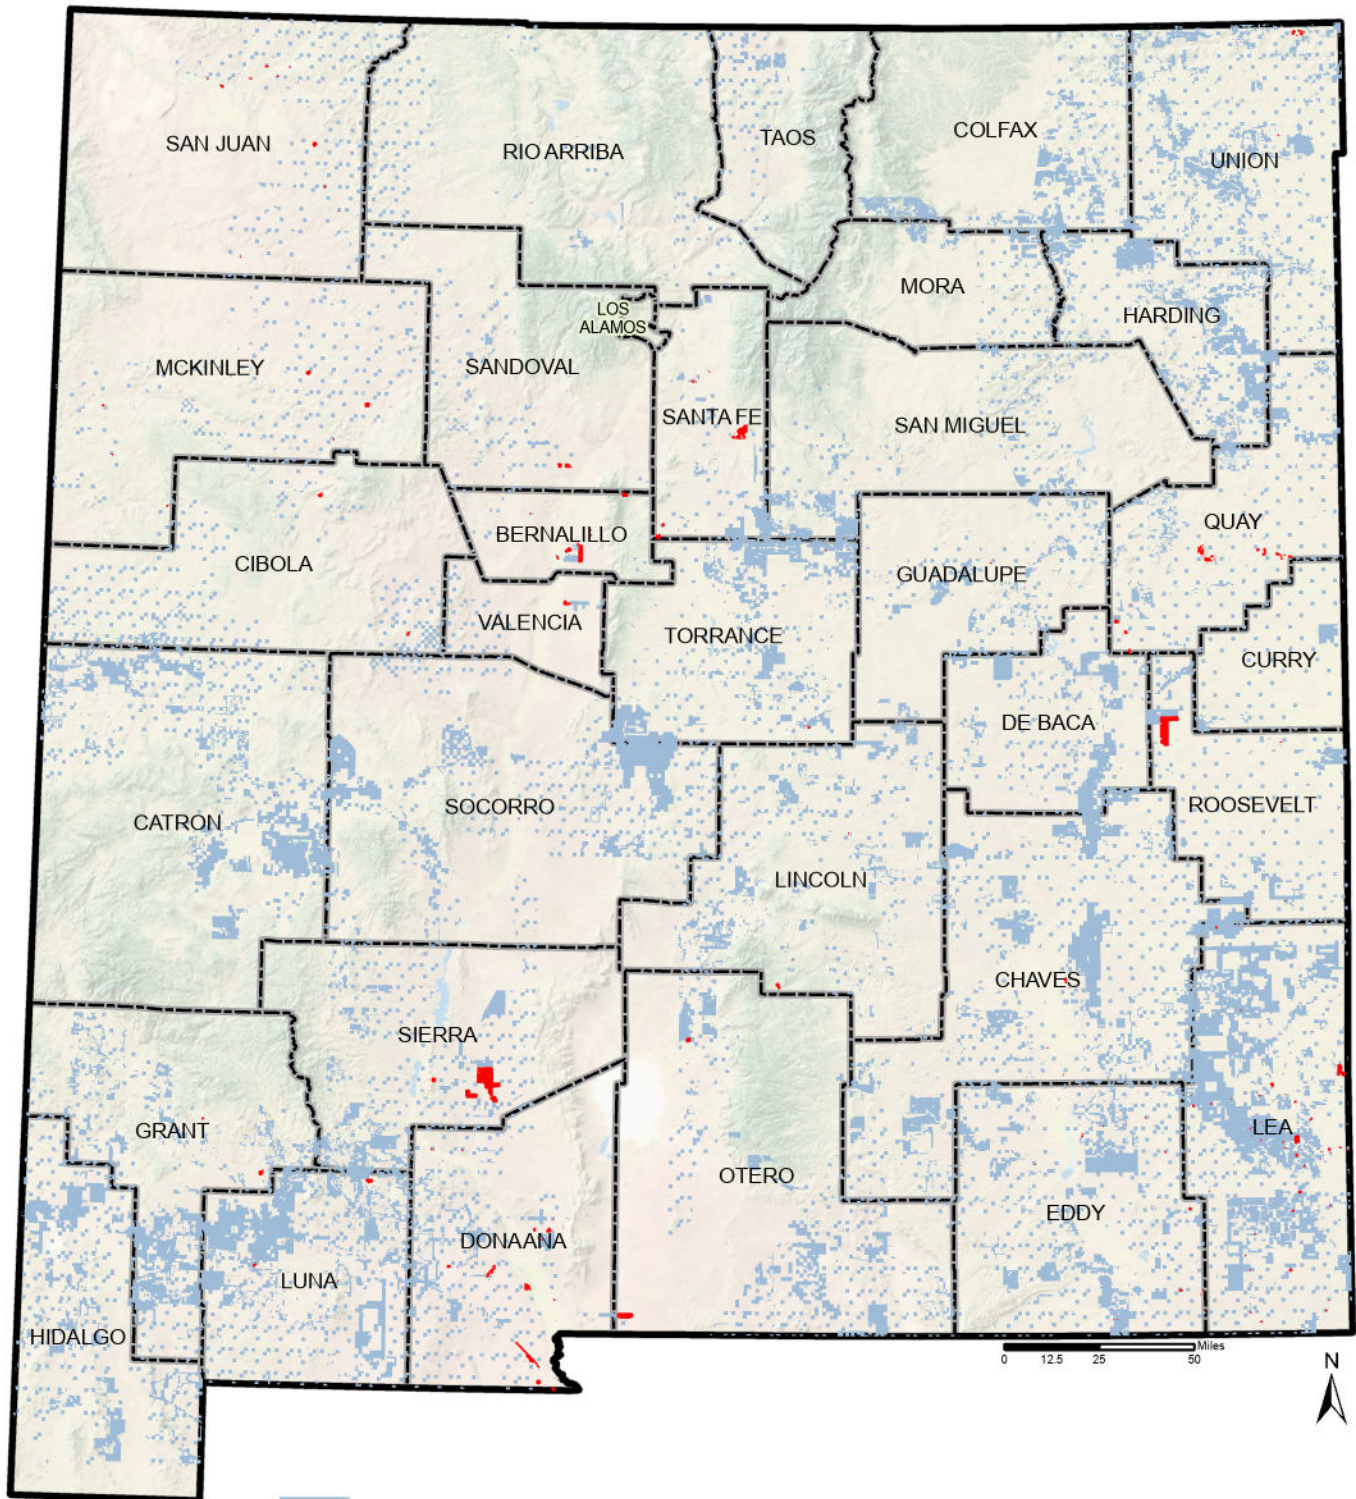 SAN JUAN
RIO ARRIBA
TAOS
COLFAX
UNION
MORA
HARDING
LOS
ALAMOS
MCKINLEY
SANDOVAL
SANTA FE
SAN MIGUEL
QUAY
BERNALILLO
CIBOLA
GUADALUPE
VALENCIA
TORRANCE
CURRY
DE BACA
CATRON
SOCORRO
ROOSEVELT
LINCOLN
CHAVES
SIERRA
GRANT
LEA
OTERO
EDDY
DONA ANA
LUNA
HIDALGO
Miles
0 12.5 25 50
N